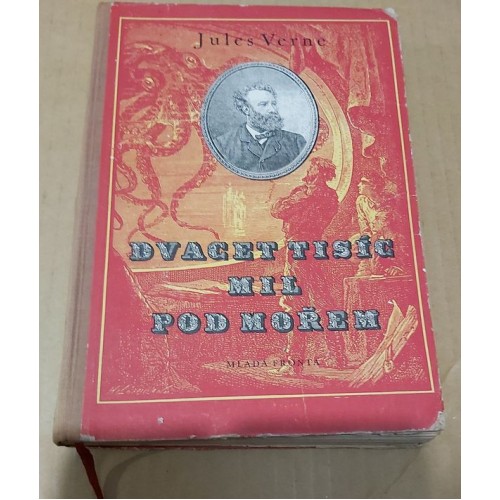 Jules Verne
DVACET TISÍC
MIL
POD MOŘEM
MLADÁ FRONTA